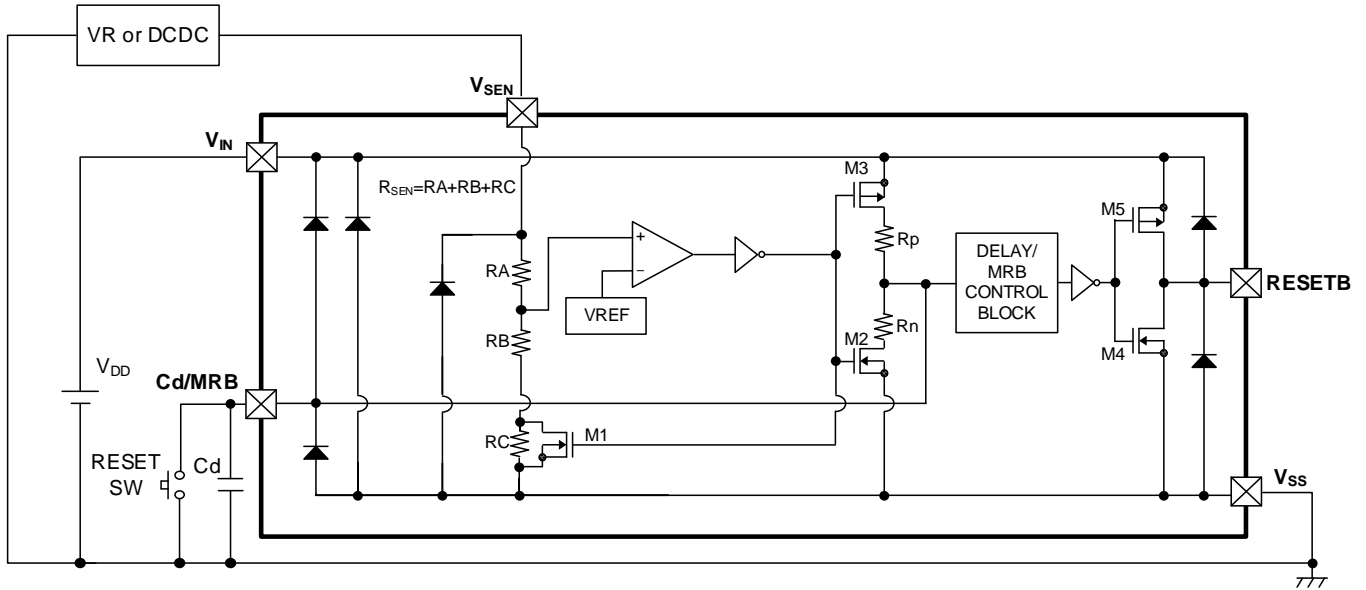 VR or DCDC
VSEN
VIN
RSEN=RA+RB+RC
M3
M5
RA
Rp
DELAY/
MRB
CONTROL
BLOCK
RESETB
+
−
VREF
RB
Rn
M2
M4
VDD
Cd/MRB
RC
M1
RESET
SW
Cd
VSS